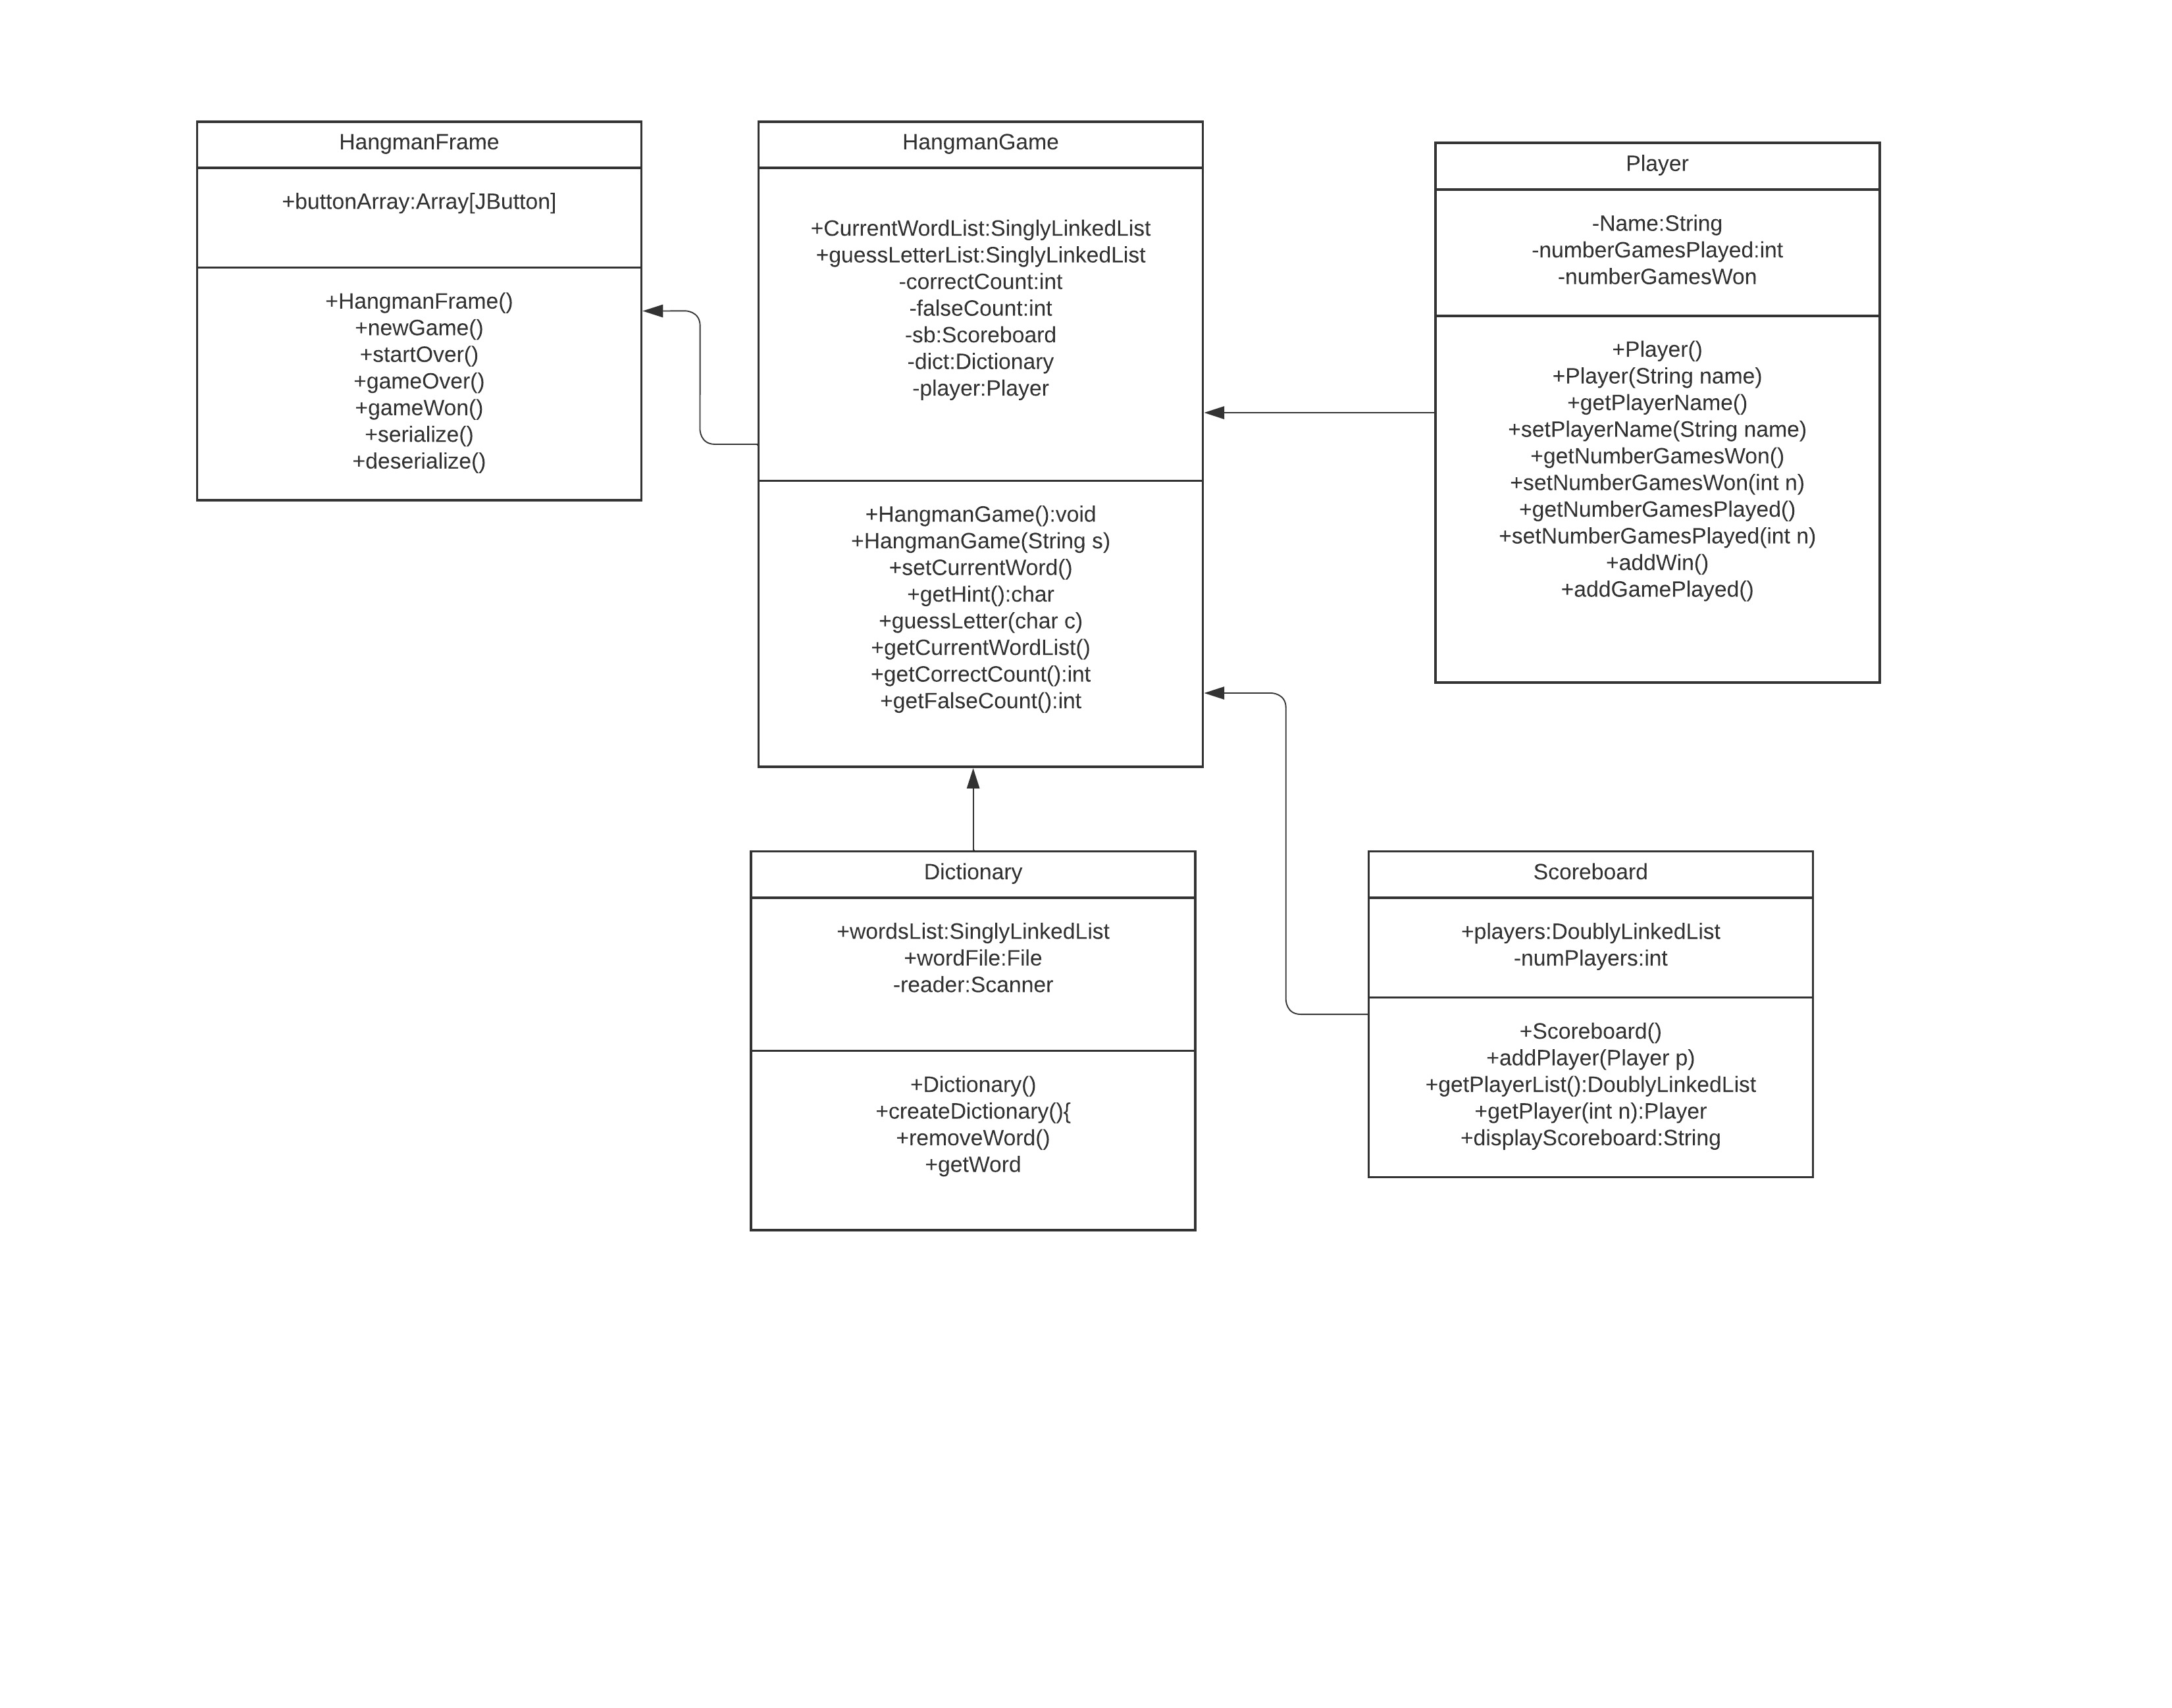 HangmanFrame
+buttonArray:Array[JButton]
+HangmanFrame()
+newGame()
+startOver()
+gameOver()
+gameWon()
+serialize()
+deserialize()
HangmanGame
+CurrentWordList:SinglyLinkedList
+guessLetterList:SinglyLinkedList
-correctCount:int
-falseCount:int
-sb:Scoreboard
-dict:Dictionary
-player:Player
+HangmanGame():void
+HangmanGame(String s)
+setCurrentWord()
+getHint():char
+guessLetter(char c)
+getCurrentWordList()
+getCorrectCount():int
+getFalseCount():int
Player
-Name:String
-numberGamesPlayed:int
-numberGamesWon
+Player()
+Player(String name)
+getPlayerName()
+setPlayerName(String name)
+getNumberGamesWon()
+setNumberGamesWon(int n)
+getNumberGamesPlayed()
+setNumberGamesPlayed(int n)
+addWin()
+addGamePlayed()
Dictionary
+wordsList:SinglyLinkedList
+wordFile:File
-reader:Scanner
+Dictionary()
+createDictionary(){
+removeWord()
+getWord
Scoreboard
+players:DoublyLinkedList
-numPlayers:int
+Scoreboard()
+addPlayer(Player p)
+getPlayerList():DoublyLinkedList
+getPlayer(int n):Player
+displayScoreboard:String